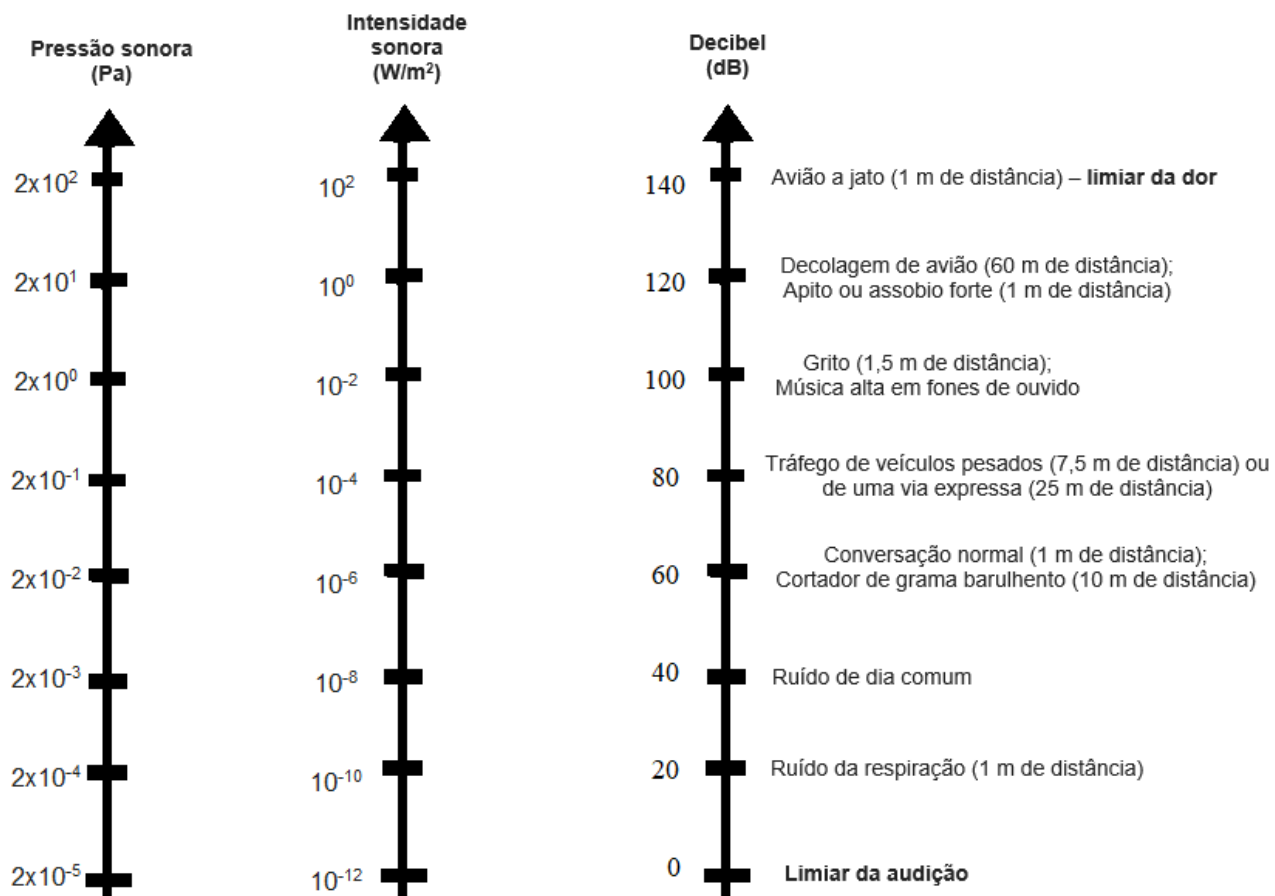 Pressão sonora
(Pa)
Intensidade
sonora
(W/m²)
Decibel
(dB)
2x10² 10² 140 Avião a jato (1 m de distância) – limiar da dor
Decolagem de avião (60 m de distância);
2x10¹ 10⁰ 120 Apito ou assobio forte (1 m de distância)
Grito (1,5 m de distância);
2x10⁰ 10⁻² 100 Música alta em fones de ouvido
Tráfego de veículos pesados (7,5 m de distância) ou
2x10⁻¹ 10⁻⁴ 80 de uma via expressa (25 m de distância)
Conversação normal (1 m de distância);
2x10⁻² 10⁻⁶ 60 Cortador de grama barulhento (10 m de distância)
2x10⁻³ 10⁻⁸ 40 Ruído de dia comum
2x10⁻⁴ 10⁻¹⁰ 20 Ruído da respiração (1 m de distância)
2x10⁻⁵ 10⁻¹² 0 Limiar da audição